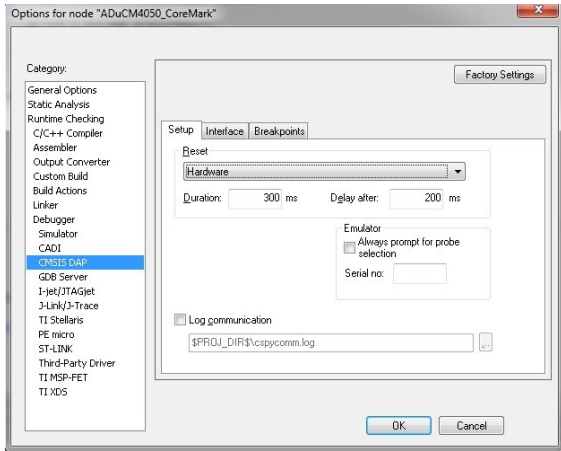 Options for node "ADuCM4050_CoreMark"
Category:
General Options
Static Analysis
Runtime Checking
C/C++ Compiler
Assembler
Output Converter
Custom Build
Build Actions
Linker
Debugger
Simulator
CADI
CMSIS DAP
GDB Server
I-jet/JTAGjet
J-Link/J-Trace
TI Stellaris
PE micro
ST-LINK
Third-Party Driver
TI MSP-FET
TI XDS
Factory Settings
Setup Interface Breakpoints
Reset
Hardware
Duration: 300 ms Delay after: 200 ms
Emulator
Always prompt for probe
selection
Serial no:
Log communication
$PROJ_DIR$\cspycomm.log
...
OK Cancel